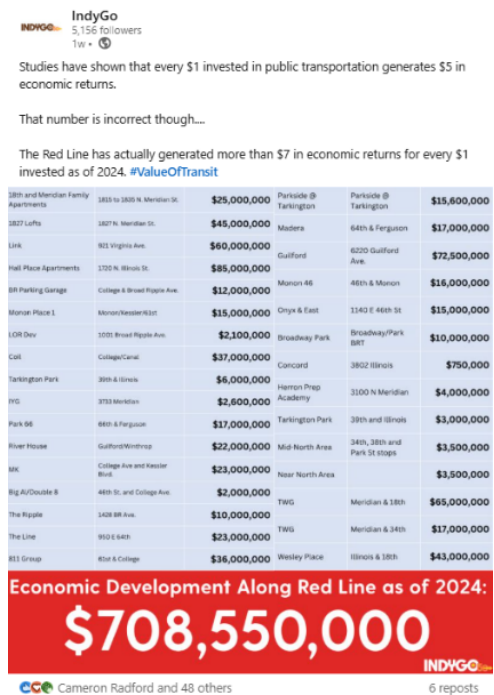 INDYGO
IndyGo
5,156 followers
1w •
Studies have shown that every $1 invested in public transportation generates $5 in
economic returns.
That number is incorrect though....
The Red Line has actually generated more than $7 in economic returns for every $1
invested as of 2024. #ValueOfTransit
18th and Meridian Family
Apartments
1815 to 1835 N. Meridian St.
$25,000,000
1827 Lofts
1827 N. Meridian St.
$45,000,000
Link
921 Virginia Ave.
$60,000,000
Hall Place Apartments
1720 N. Illinois St.
$85,000,000
BR Parking Garage
College & Broad Ripple Ave.
$12,000,000
Monon Place 1
Monon/Kessler/61st
$15,000,000
LOR Dev
1001 Broad Ripple Ave.
$2,100,000
Coil
College/Canal
$37,000,000
Tarkington Park
39th & Illinois
$6,000,000
IYG
3733 Meridian
$2,600,000
Park 66
66th & Ferguson
$17,000,000
River House
Guilford/Winthrop
$22,000,000
MK
College Ave and Kessler
Blvd.
$23,000,000
Big Al/Double 8
46th St. and College Ave.
$2,000,000
The Ripple
1428 BR Ave.
$10,000,000
The Line
910 E 64th
$23,000,000
811 Group
61st & College
$36,000,000
Parkside @
Tarkington
Parkside @
Tarkington
$15,600,000
Madera
64th & Ferguson
$17,000,000
Guilford
6220 Guilford
Ave.
$72,500,000
Monon 46
46th & Monon
$16,000,000
Onyx & East
1140 E 46th St
$15,000,000
Broadway Park
Broadway/Park
BRT
$10,000,000
Concord
3802 Illinois
$750,000
Herron Prep
Academy
3100 N Meridian
$4,000,000
Tarkington Park
39th and Illinois
$3,000,000
Mid-North Area
34th, 38th and
Park St stops
$3,500,000
Near North Area
$3,500,000
TWG
Meridian & 18th
$65,000,000
TWG
Meridian & 34th
$17,000,000
Wesley Place
Illinois & 18th
$43,000,000
Economic Development Along Red Line as of 2024:
$708,550,000
INDYGO
Cameron Radford and 48 others
6 reposts